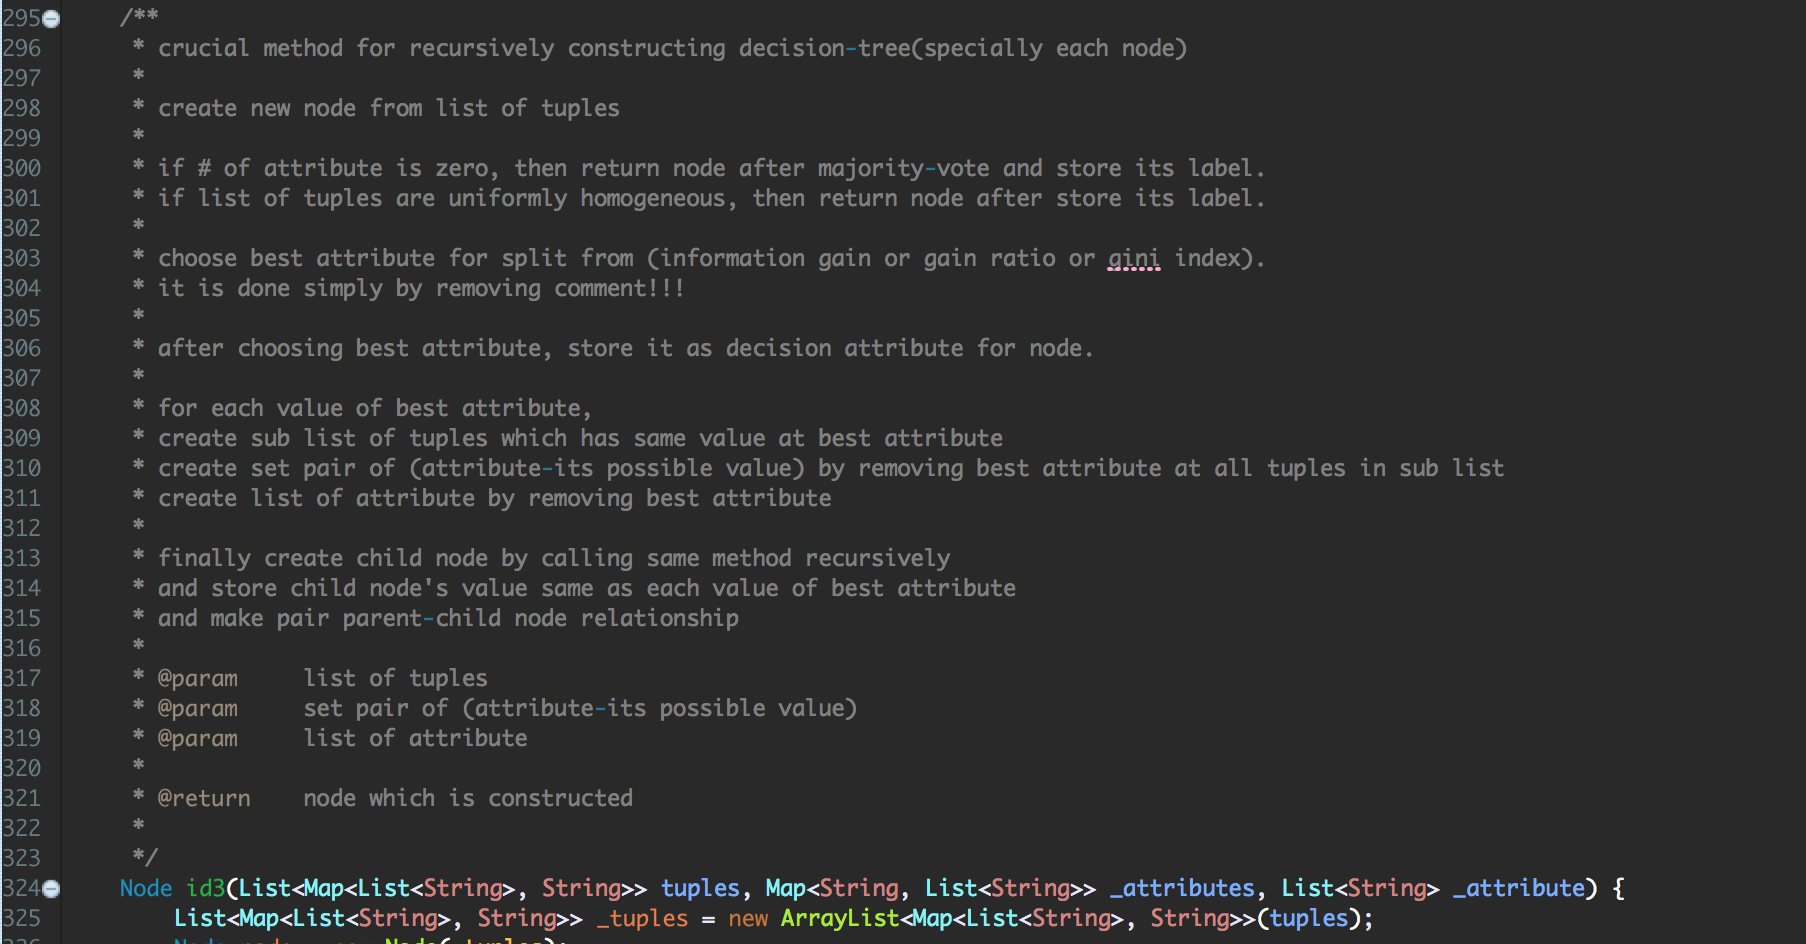 295 /**
296 * crucial method for recursively constructing decision-tree(specially each node)
297 *
298 * create new node from list of tuples
299 *
300 * if # of attribute is zero, then return node after majority-vote and store its label.
301 * if list of tuples are uniformly homogeneous, then return node after store its label.
302 *
303 * choose best attribute for split from (information gain or gain ratio or gini index).
304 * it is done simply by removing comment!!!
305 *
306 * after choosing best attribute, store it as decision attribute for node.
307 *
308 * for each value of best attribute,
309 * create sub list of tuples which has same value at best attribute
310 * create set pair of (attribute-its possible value) by removing best attribute at all tuples in sub list
311 * create list of attribute by removing best attribute
312 *
313 * finally create child node by calling same method recursively
314 * and store child node's value same as each value of best attribute
315 * and make pair parent-child node relationship
316 *
317 * @param list of tuples
318 * @param set pair of (attribute-its possible value)
319 * @param list of attribute
320 *
321 * @return node which is constructed
322 *
323 */
324 Node id3(List<Map<List<String>, String>> tuples, Map<String, List<String>> _attributes, List<String> _attribute) {
325 List<Map<List<String>, String>> _tuples = new ArrayList<Map<List<String>, String>>(tuples);